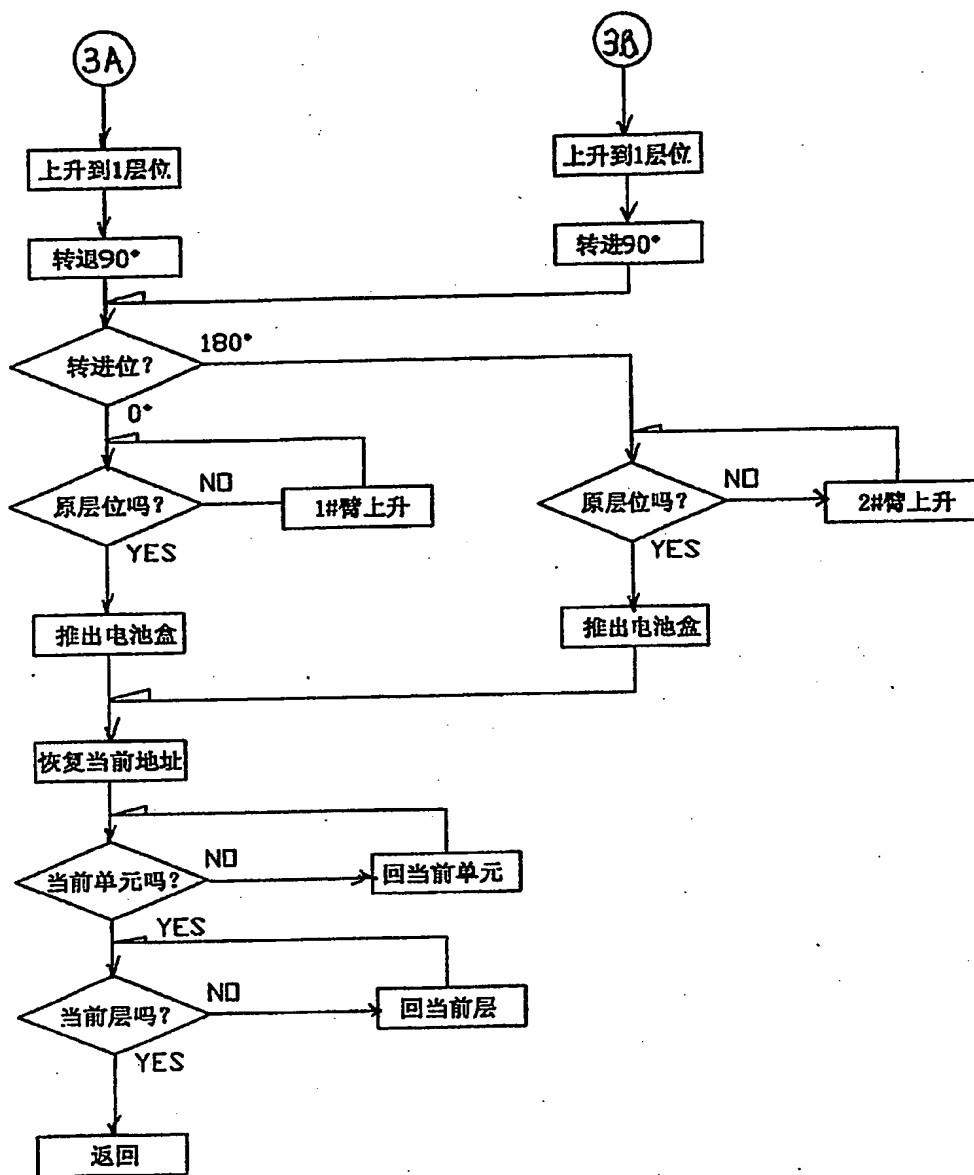 3A
3B
上升到1层位
上升到1层位
转退90°
转进90°
转进位?
180°
0°
原层位吗?
NO
1#臂上升
原层位吗?
NO
2#臂上升
YES
YES
推出电池盒
推出电池盒
恢复当前地址
当前单元吗?
NO
回当前单元
YES
当前层吗?
NO
回当前层
YES
返回